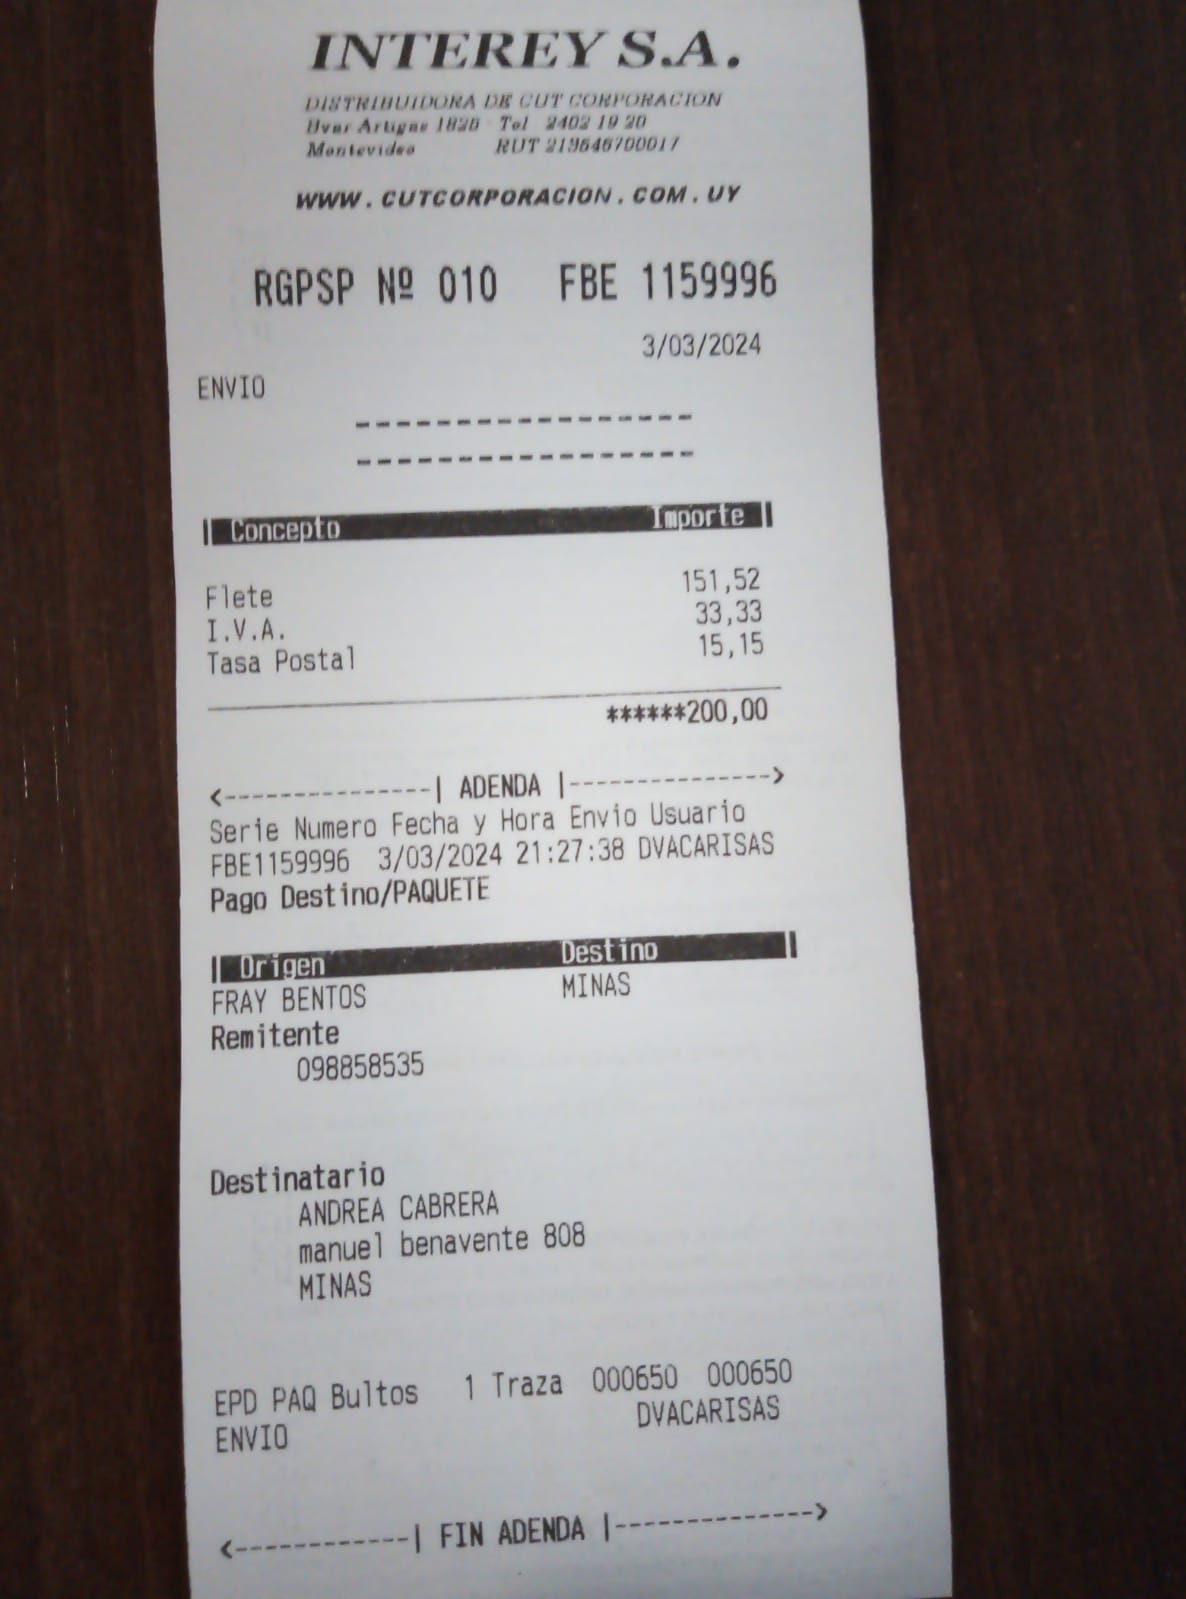 INTEREY S.A.
DISTRIBUIDORA DE CUT CORPORACION
Bvar Artigas 1825 Tel 2402 19 20
Montevideo RUT 219646700017
WWW.CUTCORPORACION.COM.UY
RGPSP Nº 010 FBE 1159996
3/03/2024
ENVIO
-----------------
-----------------
|| Concepto Importe ||
Flete 151,52
I.V.A. 33,33
Tasa Postal 15,15
******200,00
<---------------| ADENDA |--------------->
Serie Numero Fecha y Hora Envio Usuario
FBE1159996 3/03/2024 21:27:38 DVACARISAS
Pago Destino/PAQUETE
|| Origen Destino ||
FRAY BENTOS MINAS
Remitente
098858535
Destinatario
ANDREA CABRERA
manuel benavente 808
MINAS
EPD PAQ Bultos 1 Traza 000650 000650
ENVIO DVACARISAS
<-------------| FIN ADENDA |-------------->